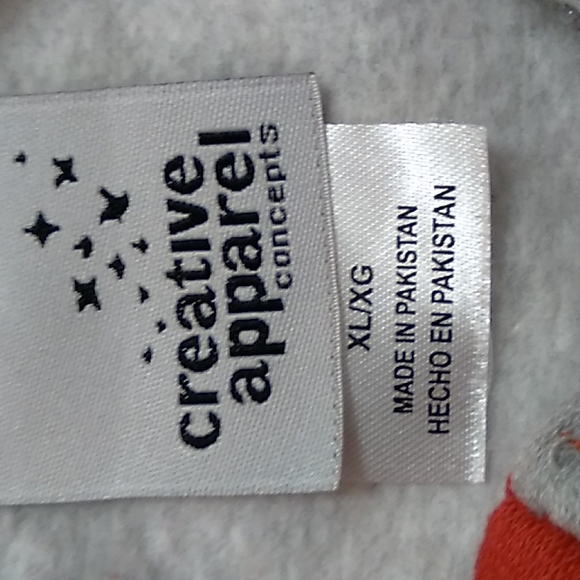 creative
apparel
concepts
XL/XG
MADE IN PAKISTAN
HECHO EN PAKISTAN